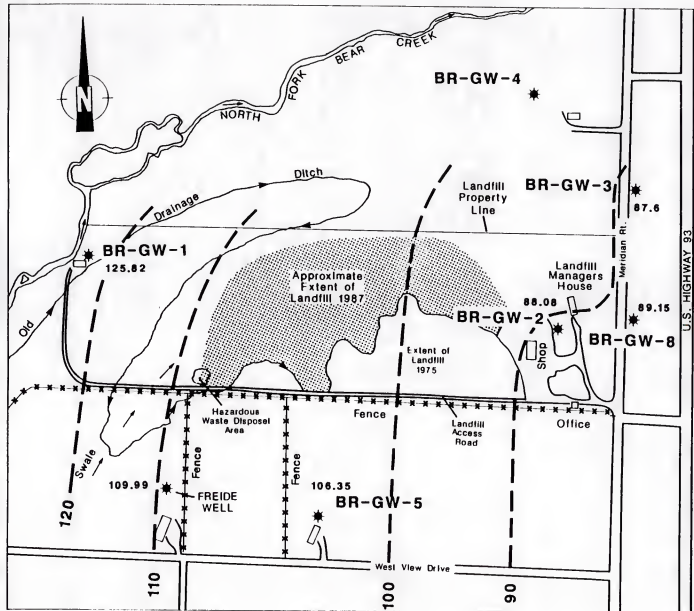 BR-GW-4
N
NORTH FORK BEAR CREEK
Ditch
Drainage
Old
Landfill
Property
Line
BR-GW-3
87.6
Meridian Rt.
U.S. HIGHWAY 93
BR-GW-1
125.82
Approximate
Extent of
Landfill 1987
Landfill
Managers
House
88.08
BR-GW-2
89.15
BR-GW-8
Shop
Extent of
Landfill
1975
Hazardous
Waste Disposel
Area
Fence
Landfill
Access
Road
Office
Swale
Fence
Fence
109.99
FREIDE
WELL
106.35
BR-GW-5
120
110
100
90
West View Drive